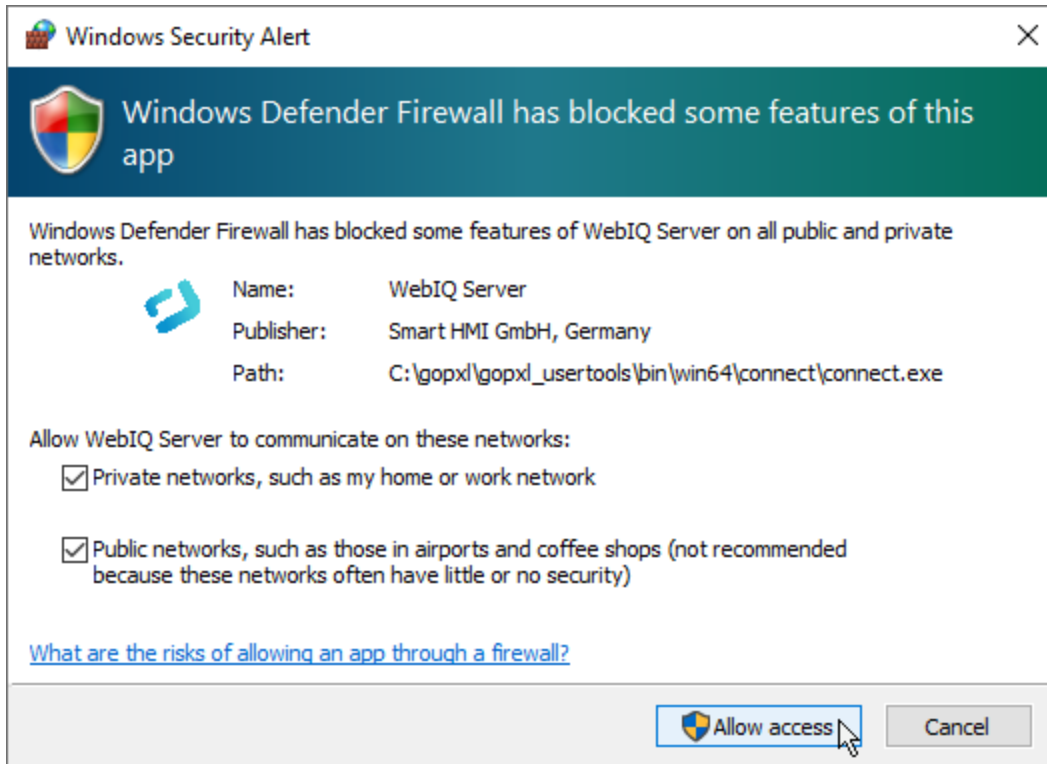 Windows Security Alert
Windows Defender Firewall has blocked some features of this
app
Windows Defender Firewall has blocked some features of WebIQ Server on all public and private
networks.
Name: WebIQ Server
Publisher: Smart HMI GmbH, Germany
Path: C:\gopxl\gopxl_usertools\bin\win64\connect\connect.exe
Allow WebIQ Server to communicate on these networks:
Private networks, such as my home or work network
Public networks, such as those in airports and coffee shops (not recommended
because these networks often have little or no security)
What are the risks of allowing an app through a firewall?
Allow access Cancel